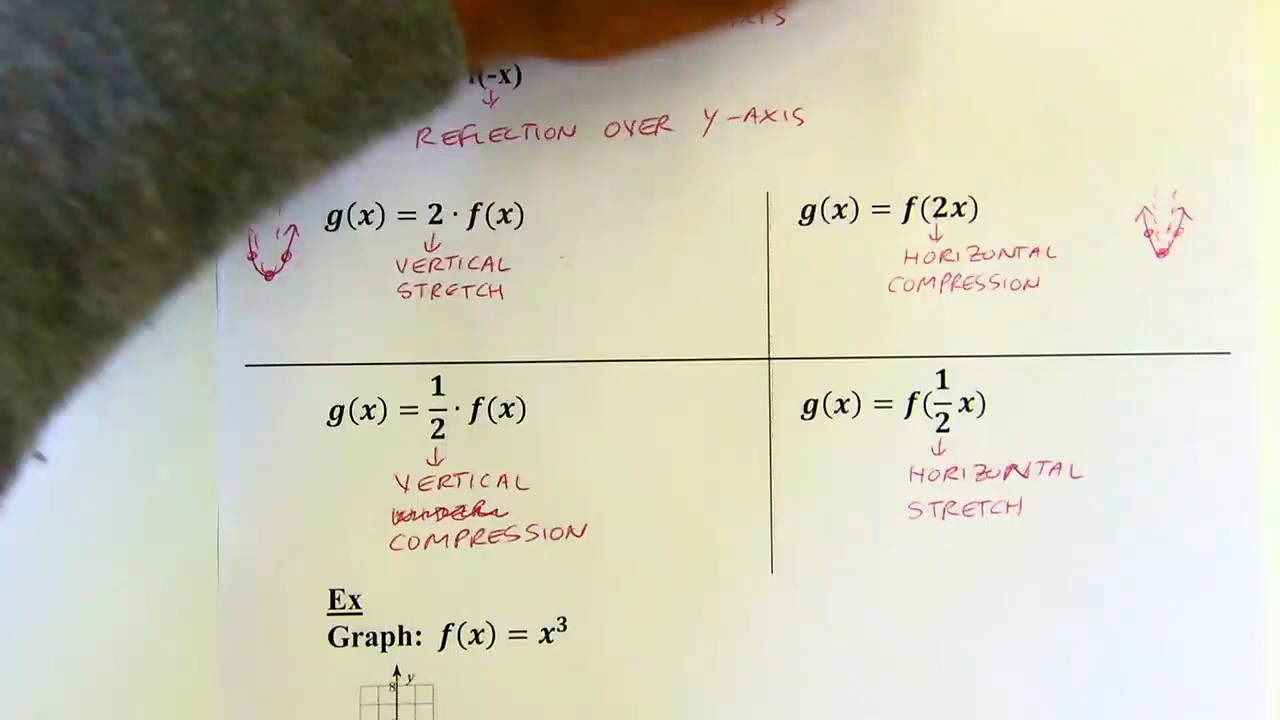 (-x)
REFLECTION OVER Y-AXIS
g(x) = 2 · f(x)
VERTICAL
STRETCH
g(x) = f(2x)
HORIZONTAL
COMPRESSION
g(x) = 1/2 · f(x)
VERTICAL
COMPRESSION
g(x) = f(1/2 x)
HORIZONTAL
STRETCH
Ex
Graph: f(x) = x³
y
8